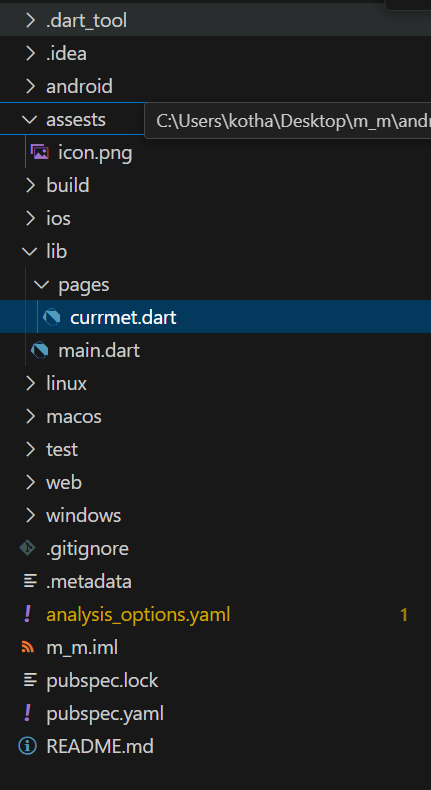 .dart_tool
.idea
android
assests
C:\Users\kotha\Desktop\m_m\andr
icon.png
build
ios
lib
pages
currmet.dart
main.dart
linux
macos
test
web
windows
.gitignore
.metadata
analysis_options.yaml 1
m_m.iml
pubspec.lock
pubspec.yaml
README.md